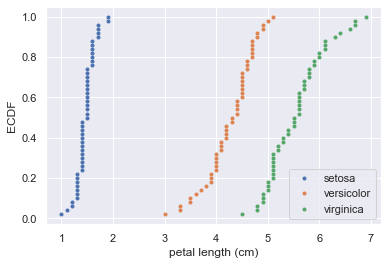 1.0
0.8
0.6
0.4
0.2
0.0
ECDF
1 2 3 4 5 6 7
petal length (cm)
setosa
versicolor
virginica